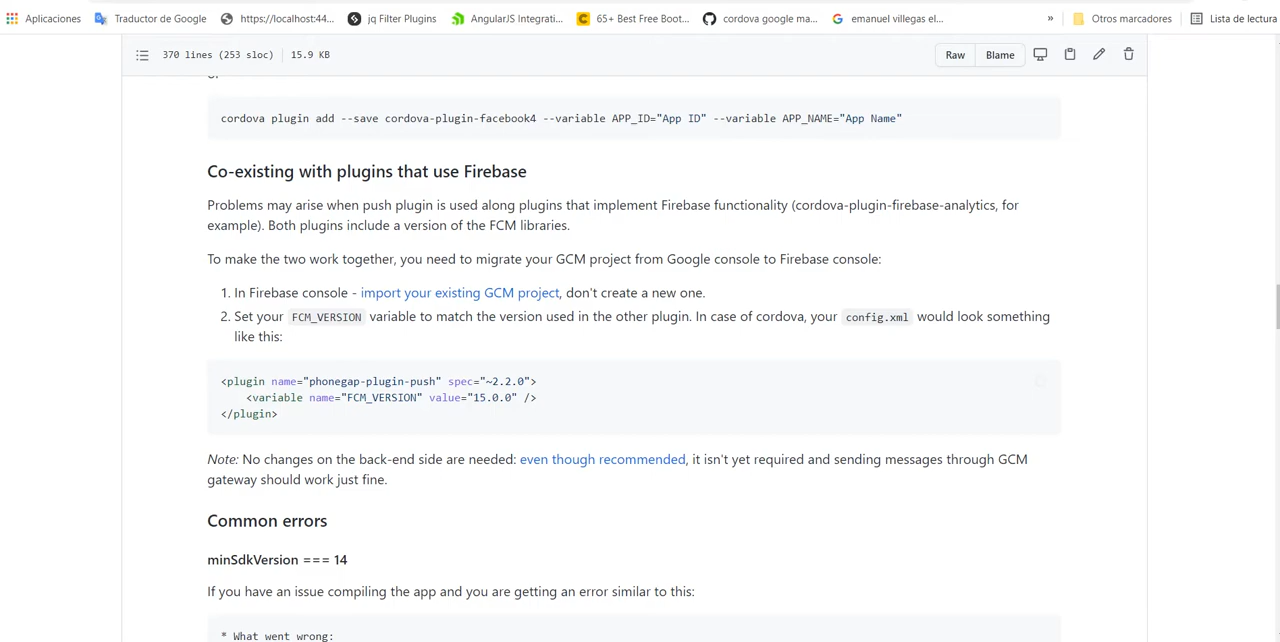 Aplicaciones Traductor de Google https://localhost:44... jq Filter Plugins AngularJS Integrati... 65+ Best Free Boot... cordova google ma... emanuel villegas el... » Otros marcadores Lista de lectura
370 lines (253 sloc) 15.9 KB Raw Blame
cordova plugin add --save cordova-plugin-facebook4 --variable APP_ID="App ID" --variable APP_NAME="App Name"
Co-existing with plugins that use Firebase
Problems may arise when push plugin is used along plugins that implement Firebase functionality (cordova-plugin-firebase-analytics, for
example). Both plugins include a version of the FCM libraries.
To make the two work together, you need to migrate your GCM project from Google console to Firebase console:
1. In Firebase console - import your existing GCM project, don't create a new one.
2. Set your FCM_VERSION variable to match the version used in the other plugin. In case of cordova, your config.xml would look something
like this:
<plugin name="phonegap-plugin-push" spec="~2.2.0">
<variable name="FCM_VERSION" value="15.0.0" />
</plugin>
Note: No changes on the back-end side are needed: even though recommended, it isn't yet required and sending messages through GCM
gateway should work just fine.
Common errors
minSdkVersion === 14
If you have an issue compiling the app and you are getting an error similar to this:
* What went wrong: